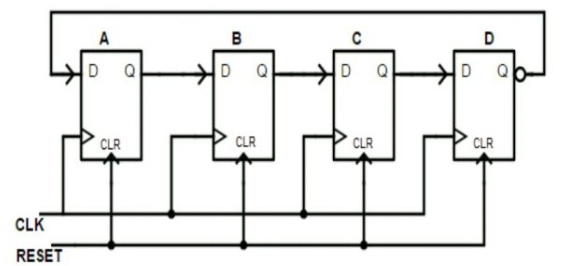 A B C D
D Q D Q D Q D Q
CLR CLR CLR CLR
CLK
RESET